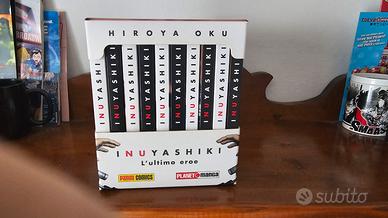 HIROYA OKU
INUYASHIKI
INUYASHIKI
INUYASHIKI
INUYASHIKI
INUYASHIKI
INUYASHIKI
INUYASHIKI
INUYASHIKI
INUYASHIKI
INUYASHIKI
INUYASHIKI
L'ultimo eroe
PANINI COMICS
PLANET manga
subito